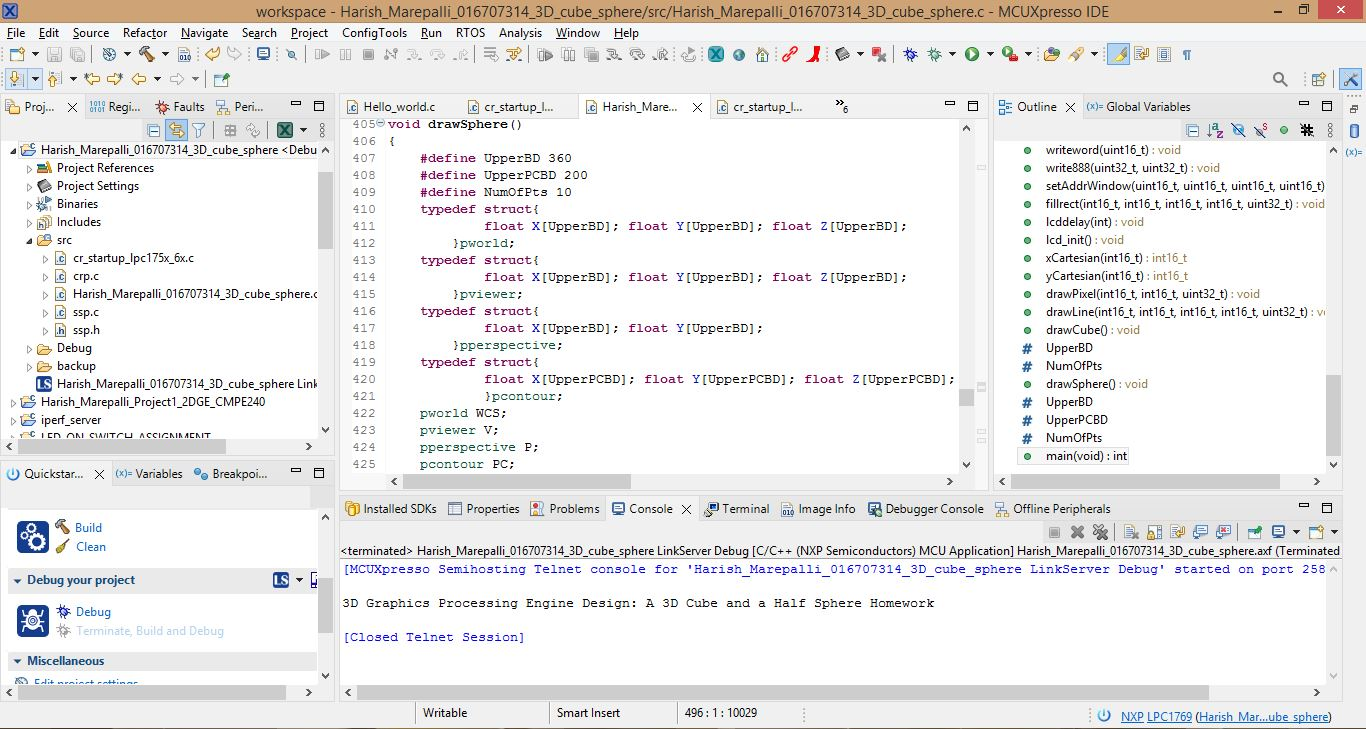 workspace - Harish_Marepalli_016707314_3D_cube_sphere/src/Harish_Marepalli_016707314_3D_cube_sphere.c - MCUXpresso IDE
File Edit Source Refactor Navigate Search Project ConfigTools Run RTOS Analysis Window Help
Proj... Regi... Faults Peri...
Harish_Marepalli_016707314_3D_cube_sphere <Debu
Project References
Project Settings
Binaries
Includes
src
cr_startup_lpc175x_6x.c
crp.c
Harish_Marepalli_016707314_3D_cube_sphere.c
ssp.c
ssp.h
Debug
backup
Harish_Marepalli_016707314_3D_cube_sphere Link
Harish_Marepalli_Project1_2DGE_CMPE240
iperf_server
LED_ON_SWITCH_ASSIGNMENT
Quickstar... (x)= Variables Breakpoi...
Build
Clean
Debug your project
Debug
Terminate, Build and Debug
Miscellaneous
Edit project settings
Hello_world.c cr_startup_l... Harish_Mare... cr_startup_l... »6
405 void drawSphere()
406 {
407 #define UpperBD 360
408 #define UpperPCBD 200
409 #define NumOfPts 10
410 typedef struct{
411 float X[UpperBD]; float Y[UpperBD]; float Z[UpperBD];
412 }pworld;
413 typedef struct{
414 float X[UpperBD]; float Y[UpperBD]; float Z[UpperBD];
415 }pviewer;
416 typedef struct{
417 float X[UpperBD]; float Y[UpperBD];
418 }pperspective;
419 typedef struct{
420 float X[UpperPCBD]; float Y[UpperPCBD]; float Z[UpperPCBD];
421 }pcontour;
422 pworld WCS;
423 pviewer V;
424 pperspective P;
425 pcontour PC;
Outline (x)= Global Variables
writeword(uint16_t) : void
write888(uint32_t, uint32_t) : void
setAddrWindow(uint16_t, uint16_t, uint16_t, uint16_t)
fillrect(int16_t, int16_t, int16_t, int16_t, uint32_t) : void
lcddelay(int) : void
lcd_init() : void
xCartesian(int16_t) : int16_t
yCartesian(int16_t) : int16_t
drawPixel(int16_t, int16_t, uint32_t) : void
drawLine(int16_t, int16_t, int16_t, int16_t, uint32_t) : v
drawCube() : void
UpperBD
NumOfPts
drawSphere() : void
UpperBD
UpperPCBD
NumOfPts
main(void) : int
(x)=
Installed SDKs Properties Problems Console Terminal Image Info Debugger Console Offline Peripherals
<terminated> Harish_Marepalli_016707314_3D_cube_sphere LinkServer Debug [C/C++ (NXP Semiconductors) MCU Application] Harish_Marepalli_016707314_3D_cube_sphere.axf (Terminated
[MCUXpresso Semihosting Telnet console for 'Harish_Marepalli_016707314_3D_cube_sphere LinkServer Debug' started on port 258
3D Graphics Processing Engine Design: A 3D Cube and a Half Sphere Homework
[Closed Telnet Session]
Writable Smart Insert 496 : 1 : 10029
NXP LPC1769 (Harish_Mar...ube_sphere)